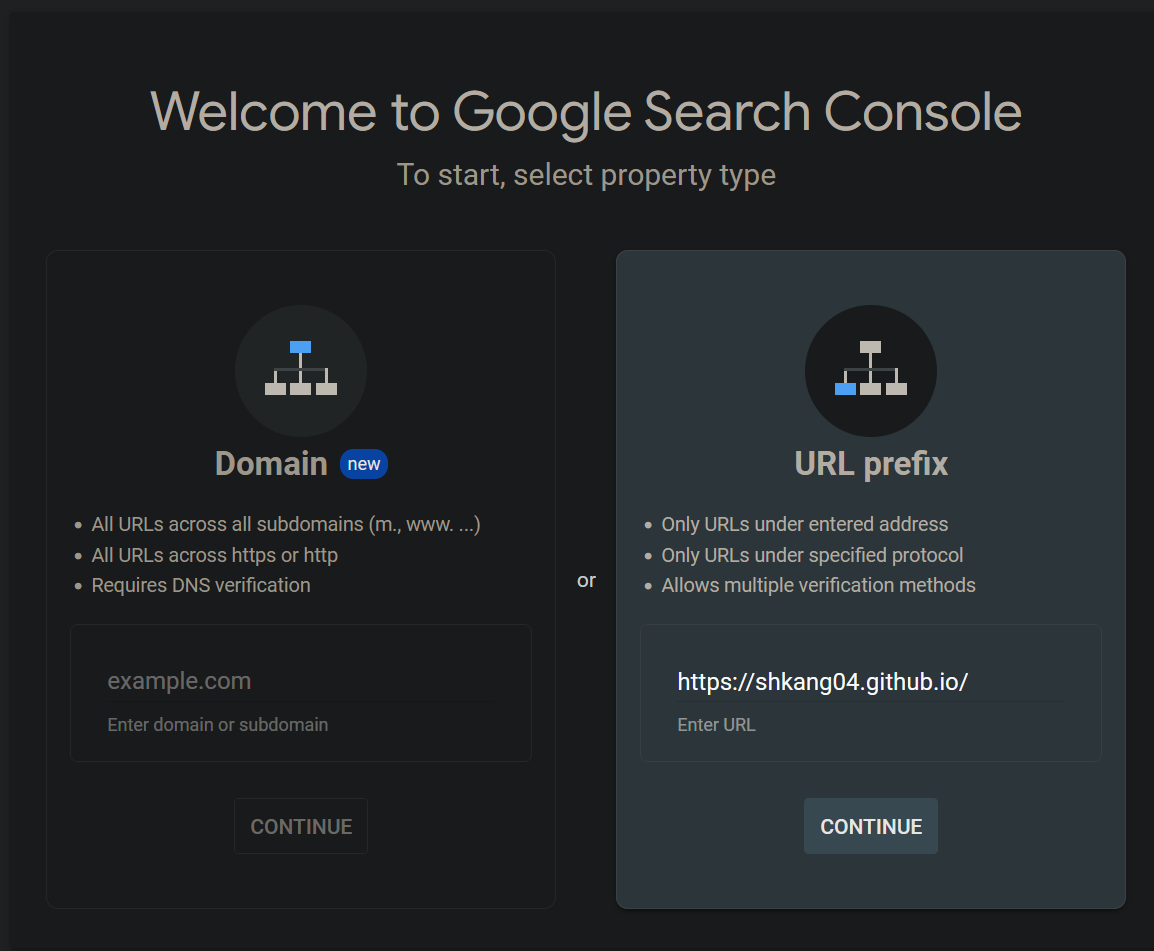 Welcome to Google Search Console
To start, select property type
Domain new
• All URLs across all subdomains (m., www. ...)
• All URLs across https or http
• Requires DNS verification
example.com
Enter domain or subdomain
CONTINUE
or
URL prefix
• Only URLs under entered address
• Only URLs under specified protocol
• Allows multiple verification methods
https://shkang04.github.io/
Enter URL
CONTINUE